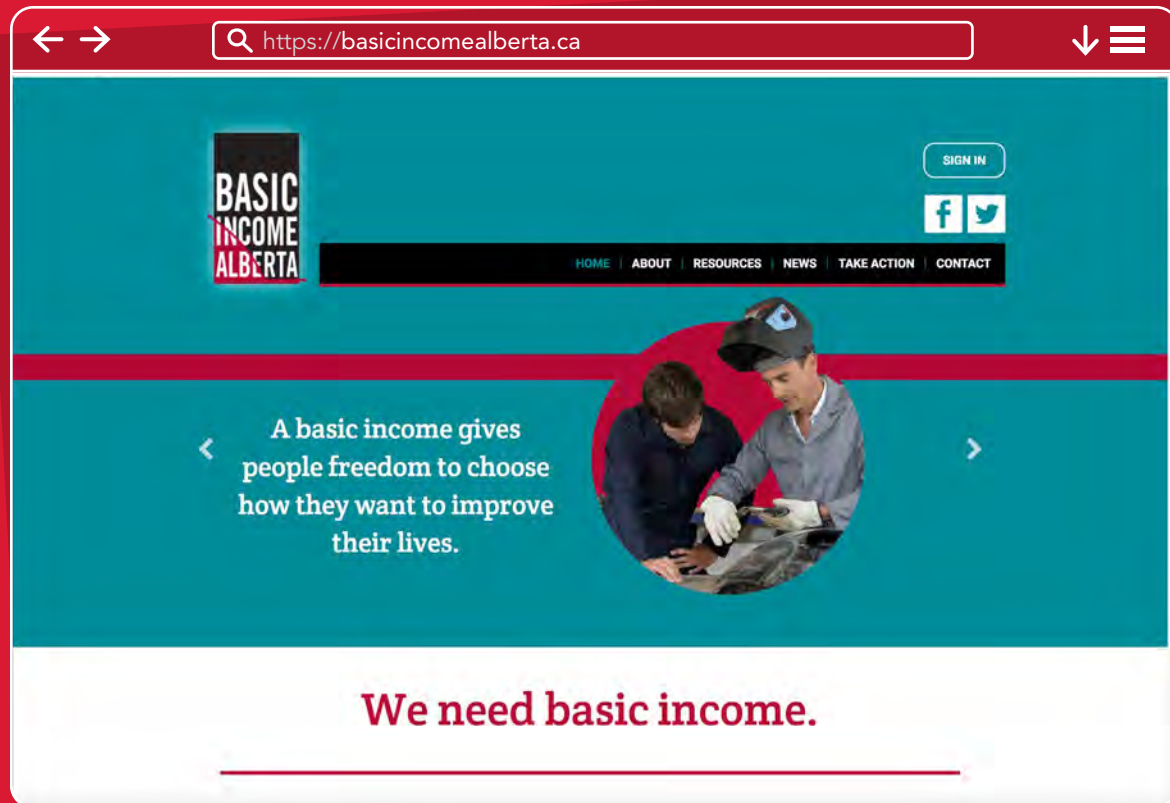 https://basicincomealberta.ca
BASIC
INCOME
ALBERTA
SIGN IN
HOME | ABOUT | RESOURCES | NEWS | TAKE ACTION | CONTACT
A basic income gives
people freedom to choose
how they want to improve
their lives.
We need basic income.